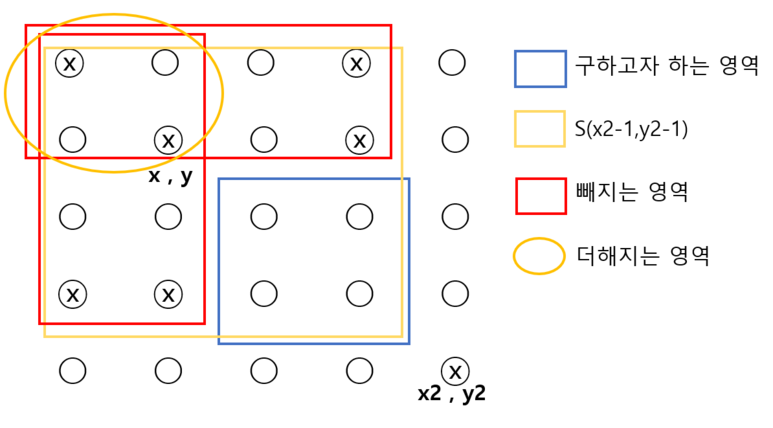 x x
구하고자 하는 영역
S(x2-1,y2-1)
x x
x , y
빼지는 영역
더해지는 영역
x x
x
x2 , y2